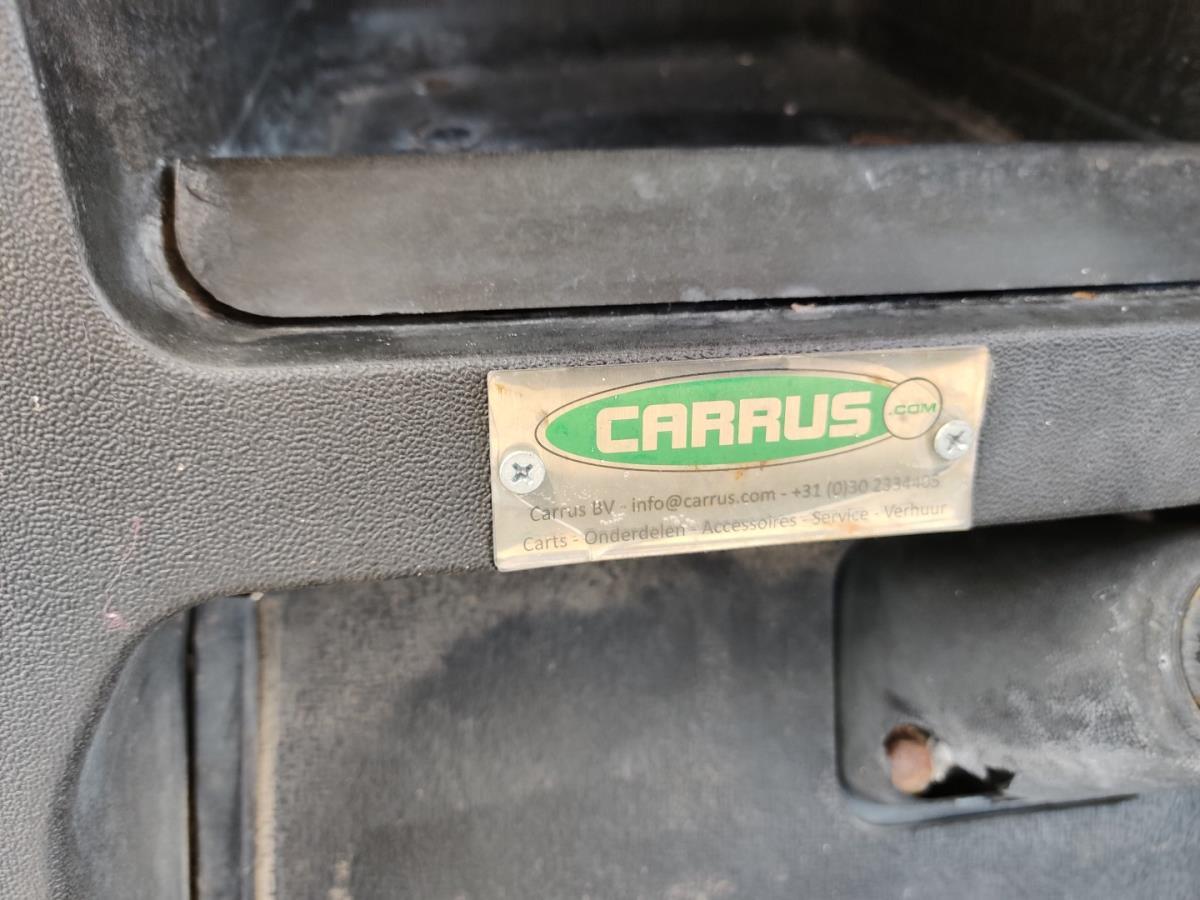 CARRUS .COM
Carrus BV - info@carrus.com - +31 (0)30 2334405
Carts - Onderdelen - Accessoires - Service - Verhuur